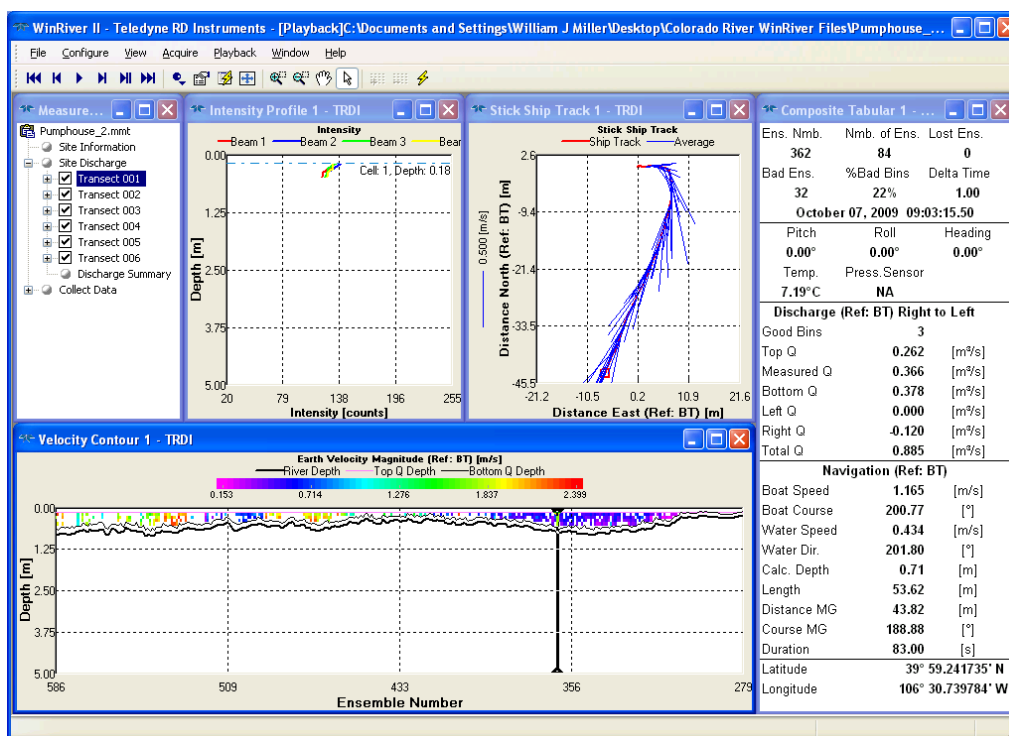 WinRiver II - Teledyne RD Instruments - [Playback]C:\Documents and Settings\William J Miller\Desktop\Colorado River WinRiver Files\Pumphouse_...
File Configure View Acquire Playback Window Help
Measure...
Pumphouse_2.mmt
Site Information
Site Discharge
Transect 001
Transect 002
Transect 003
Transect 004
Transect 005
Transect 006
Discharge Summary
Collect Data
Intensity Profile 1 - TRDI
Intensity
Beam 1 Beam 2 Beam 3 Bear
Cell: 1, Depth: 0.18
0.00
1.25
2.50
3.75
5.00
Depth [m]
20 79 138 196 255
Intensity [counts]
Stick Ship Track 1 - TRDI
Stick Ship Track
Ship Track Average
0.500 [m/s]
Distance North (Ref: BT) [m]
2.6
-9.4
-21.4
-33.5
-45.5
-21.2 -10.5 0.2 10.9 21.6
Distance East (Ref: BT) [m]
Composite Tabular 1 - ...
Ens. Nmb. Nmb. of Ens. Lost Ens.
362 84 0
Bad Ens. %Bad Bins Delta Time
32 22% 1.00
October 07, 2009 09:03:15.50
Pitch Roll Heading
0.00° 0.00° 0.00°
Temp. Press.Sensor
7.19°C NA
Discharge (Ref: BT) Right to Left
Good Bins 3
Top Q 0.262 [m³/s]
Measured Q 0.366 [m³/s]
Bottom Q 0.378 [m³/s]
Left Q 0.000 [m³/s]
Right Q -0.120 [m³/s]
Total Q 0.885 [m³/s]
Navigation (Ref: BT)
Boat Speed 1.165 [m/s]
Boat Course 200.77 [°]
Water Speed 0.434 [m/s]
Water Dir. 201.80 [°]
Calc. Depth 0.71 [m]
Length 53.62 [m]
Distance MG 43.82 [m]
Course MG 188.88 [°]
Duration 83.00 [s]
Latitude 39° 59.241735' N
Longitude 106° 30.739784' W
Velocity Contour 1 - TRDI
Earth Velocity Magnitude (Ref: BT) [m/s]
River Depth Top Q Depth Bottom Q Depth
0.153 0.714 1.276 1.837 2.399
0.00
1.25
2.50
3.75
5.00
Depth [m]
586 509 433 356 279
Ensemble Number